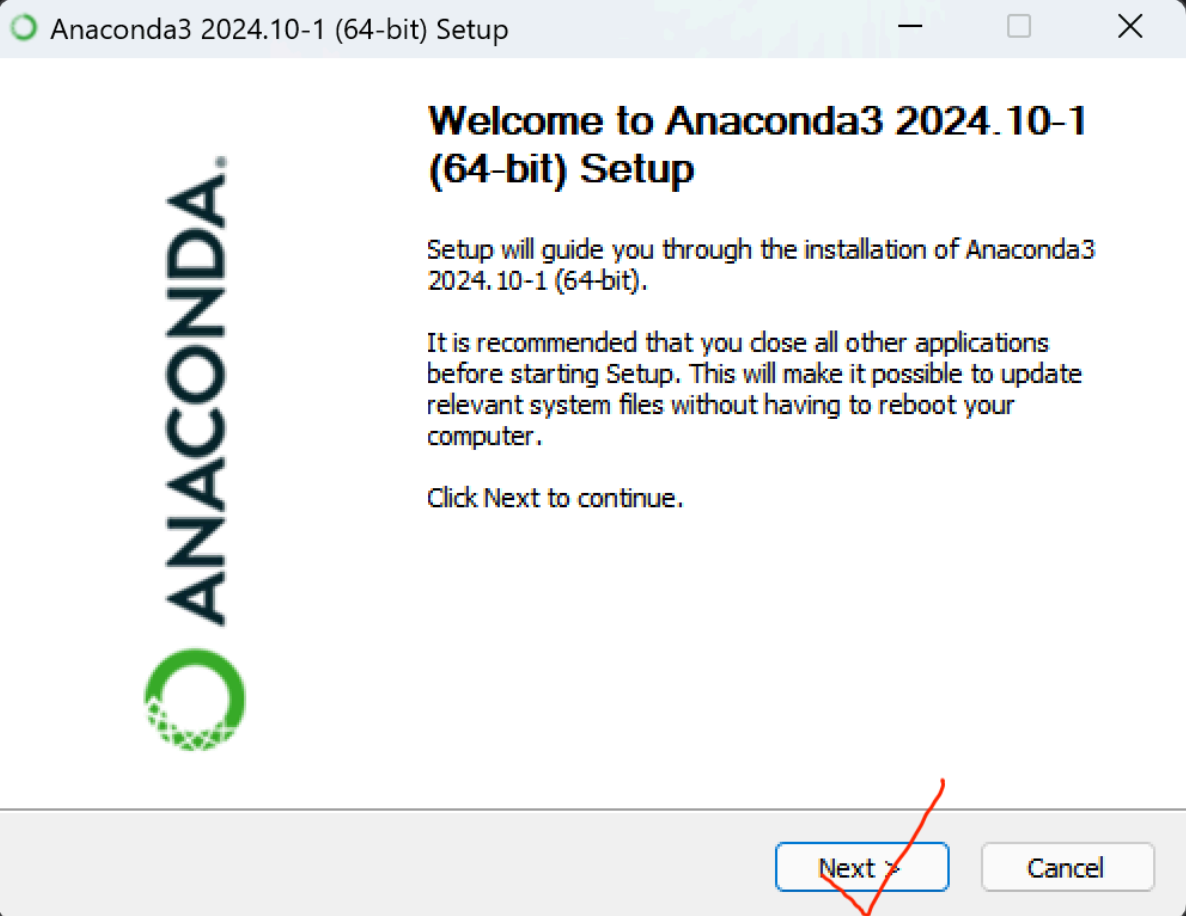 Anaconda3 2024.10-1 (64-bit) Setup
Welcome to Anaconda3 2024.10-1
(64-bit) Setup
Setup will guide you through the installation of Anaconda3
2024.10-1 (64-bit).
It is recommended that you close all other applications
before starting Setup. This will make it possible to update
relevant system files without having to reboot your
computer.
Click Next to continue.
ANACONDA.
Next >
Cancel